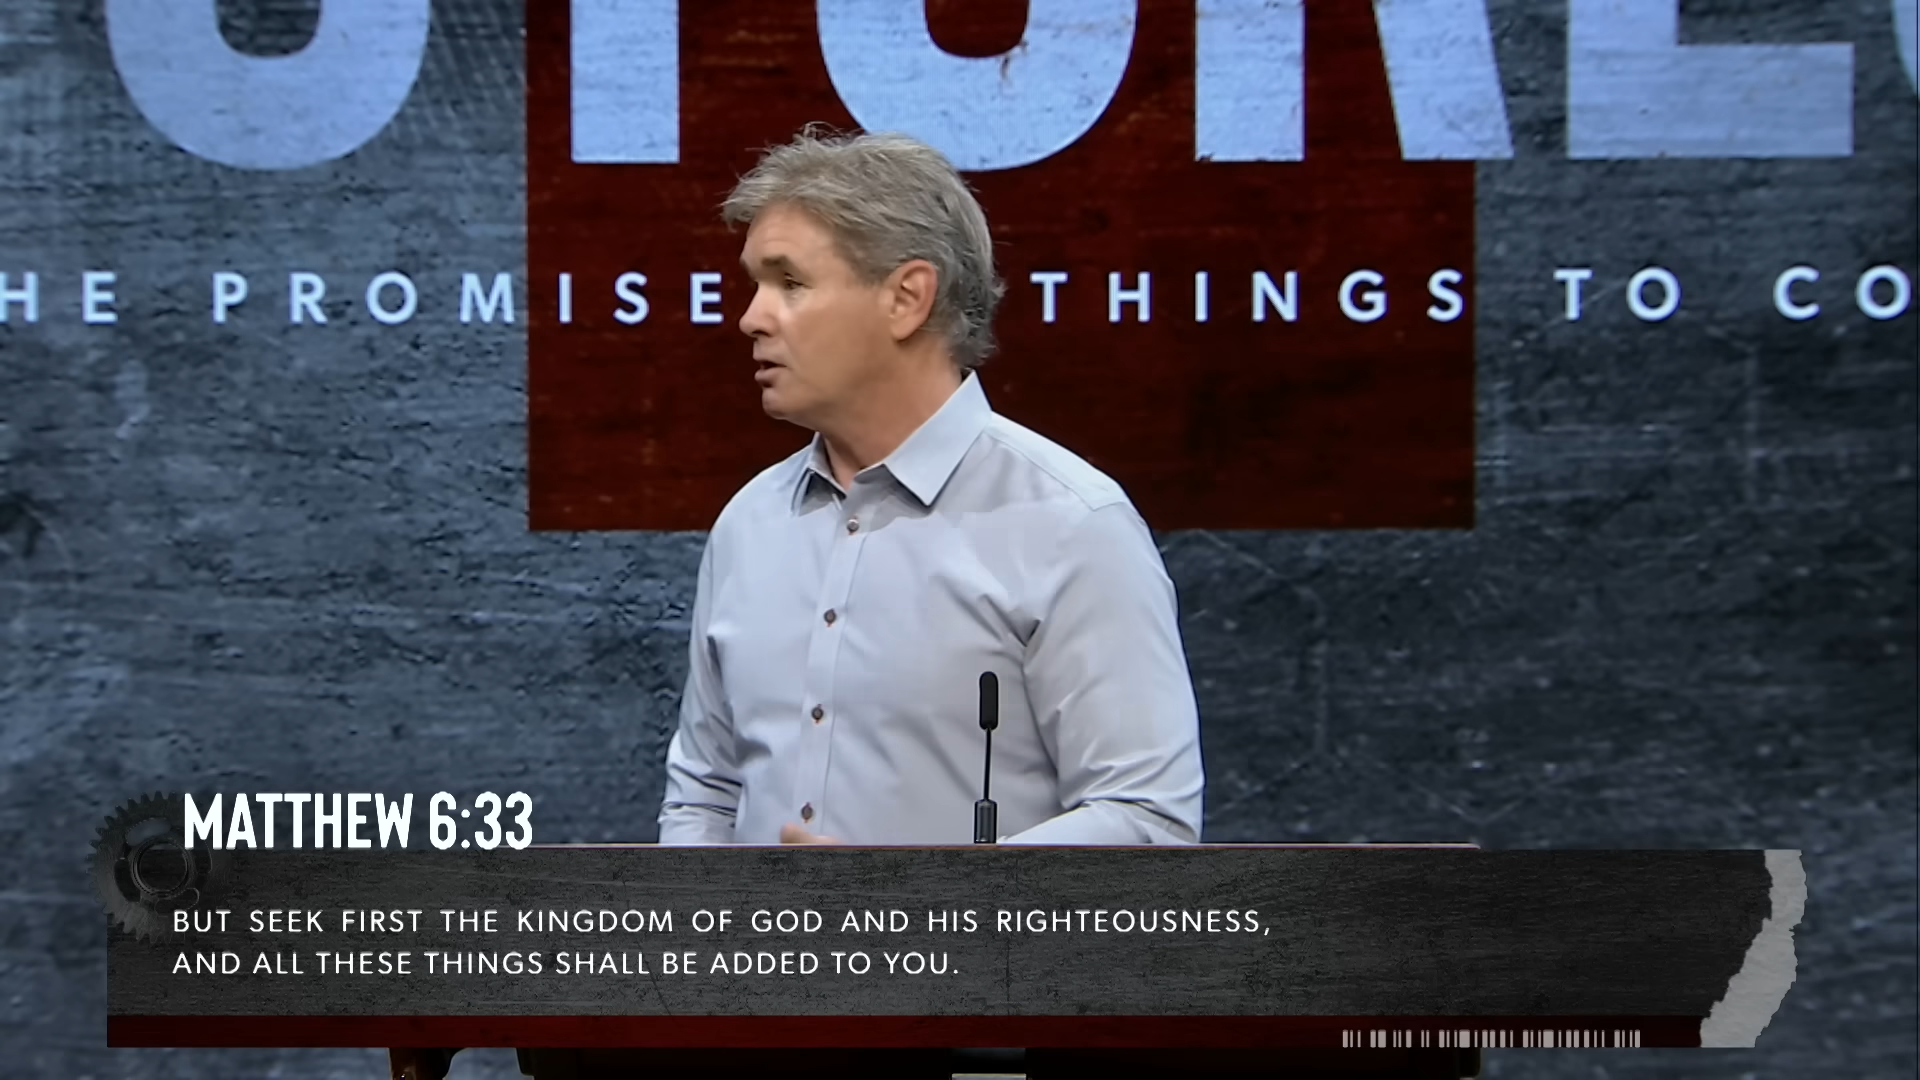 HE PROMISE THINGS TO CO
MATTHEW 6:33
BUT SEEK FIRST THE KINGDOM OF GOD AND HIS RIGHTEOUSNESS,
AND ALL THESE THINGS SHALL BE ADDED TO YOU.